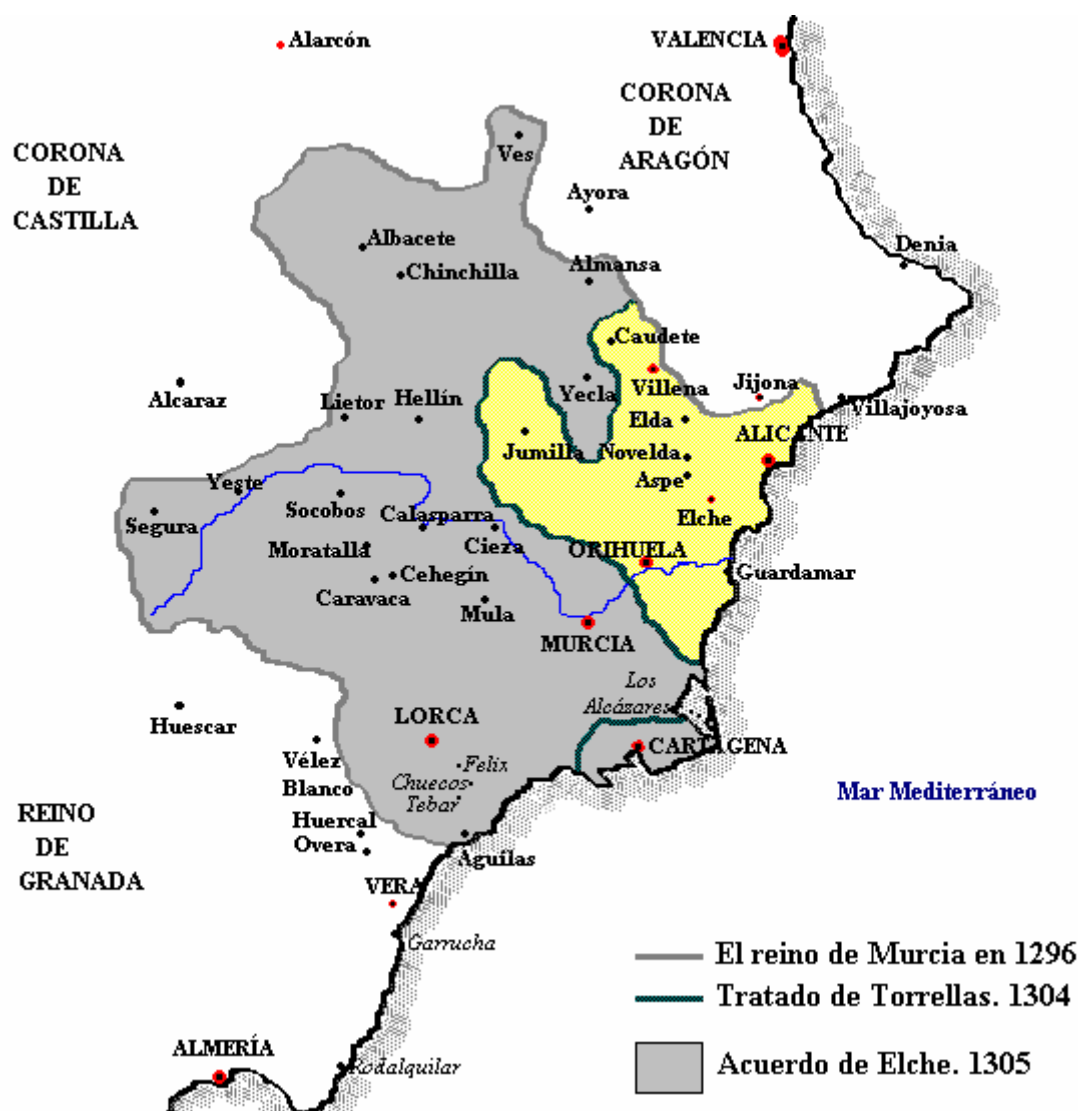 Alarcón
VALENCIA
CORONA
DE
ARAGÓN
CORONA
DE
CASTILLA
Ves
Ayora
Albacete
Chinchilla
Denia
Almansa
Caudete
Villena
Yecla
Jijona
Alcaraz
Lietor
Hellín
Villajoyosa
Elda
ALICANTE
Jumilla
Novelda
Aspe
Yeste
Segura
Socobos
Calasparra
Elche
Cieza
Moratalla
ORIHUELA
Guardamar
Cehegín
Caravaca
Mula
MURCIA
Los
Alcázares
Huescar
LORCA
CARTAGENA
Vélez
Blanco
Felix
Chuecos
Tebar
Mar Mediterráneo
REINO
DE
GRANADA
Huercal
Overa
Aguílas
VERA
Garrucha
El reino de Murcia en 1296
Tratado de Torrellas. 1304
ALMERÍA
Rodalquilar
Acuerdo de Elche. 1305